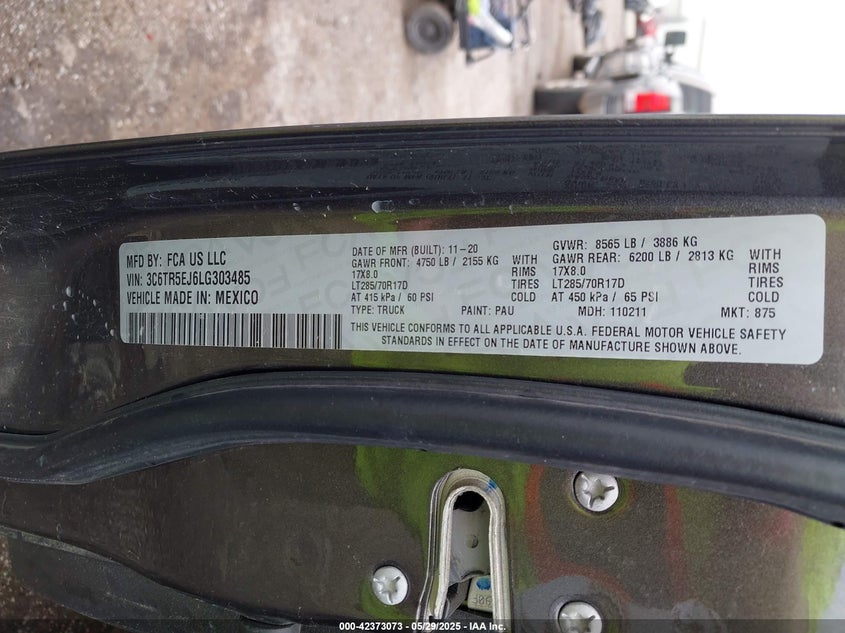 MFD BY: FCA US LLC
VIN: 3C6TR5EJ6LG303485
VEHICLE MADE IN: MEXICO
DATE OF MFR (BUILT): 11-20 GVWR: 8565 LB / 3886 KG
GAWR FRONT: 4750 LB / 2155 KG WITH GAWR REAR: 6200 LB / 2813 KG WITH
17X8.0 RIMS 17X8.0 RIMS
LT285/70R17D TIRES LT285/70R17D TIRES
AT 415 kPa / 60 PSI COLD AT 450 kPa / 65 PSI COLD
TYPE: TRUCK PAINT: PAU MDH: 110211 MKT: 875
THIS VEHICLE CONFORMS TO ALL APPLICABLE U.S.A. FEDERAL MOTOR VEHICLE SAFETY
STANDARDS IN EFFECT ON THE DATE OF MANUFACTURE SHOWN ABOVE.
000-42373073 - 05/29/2025 - IAA Inc.